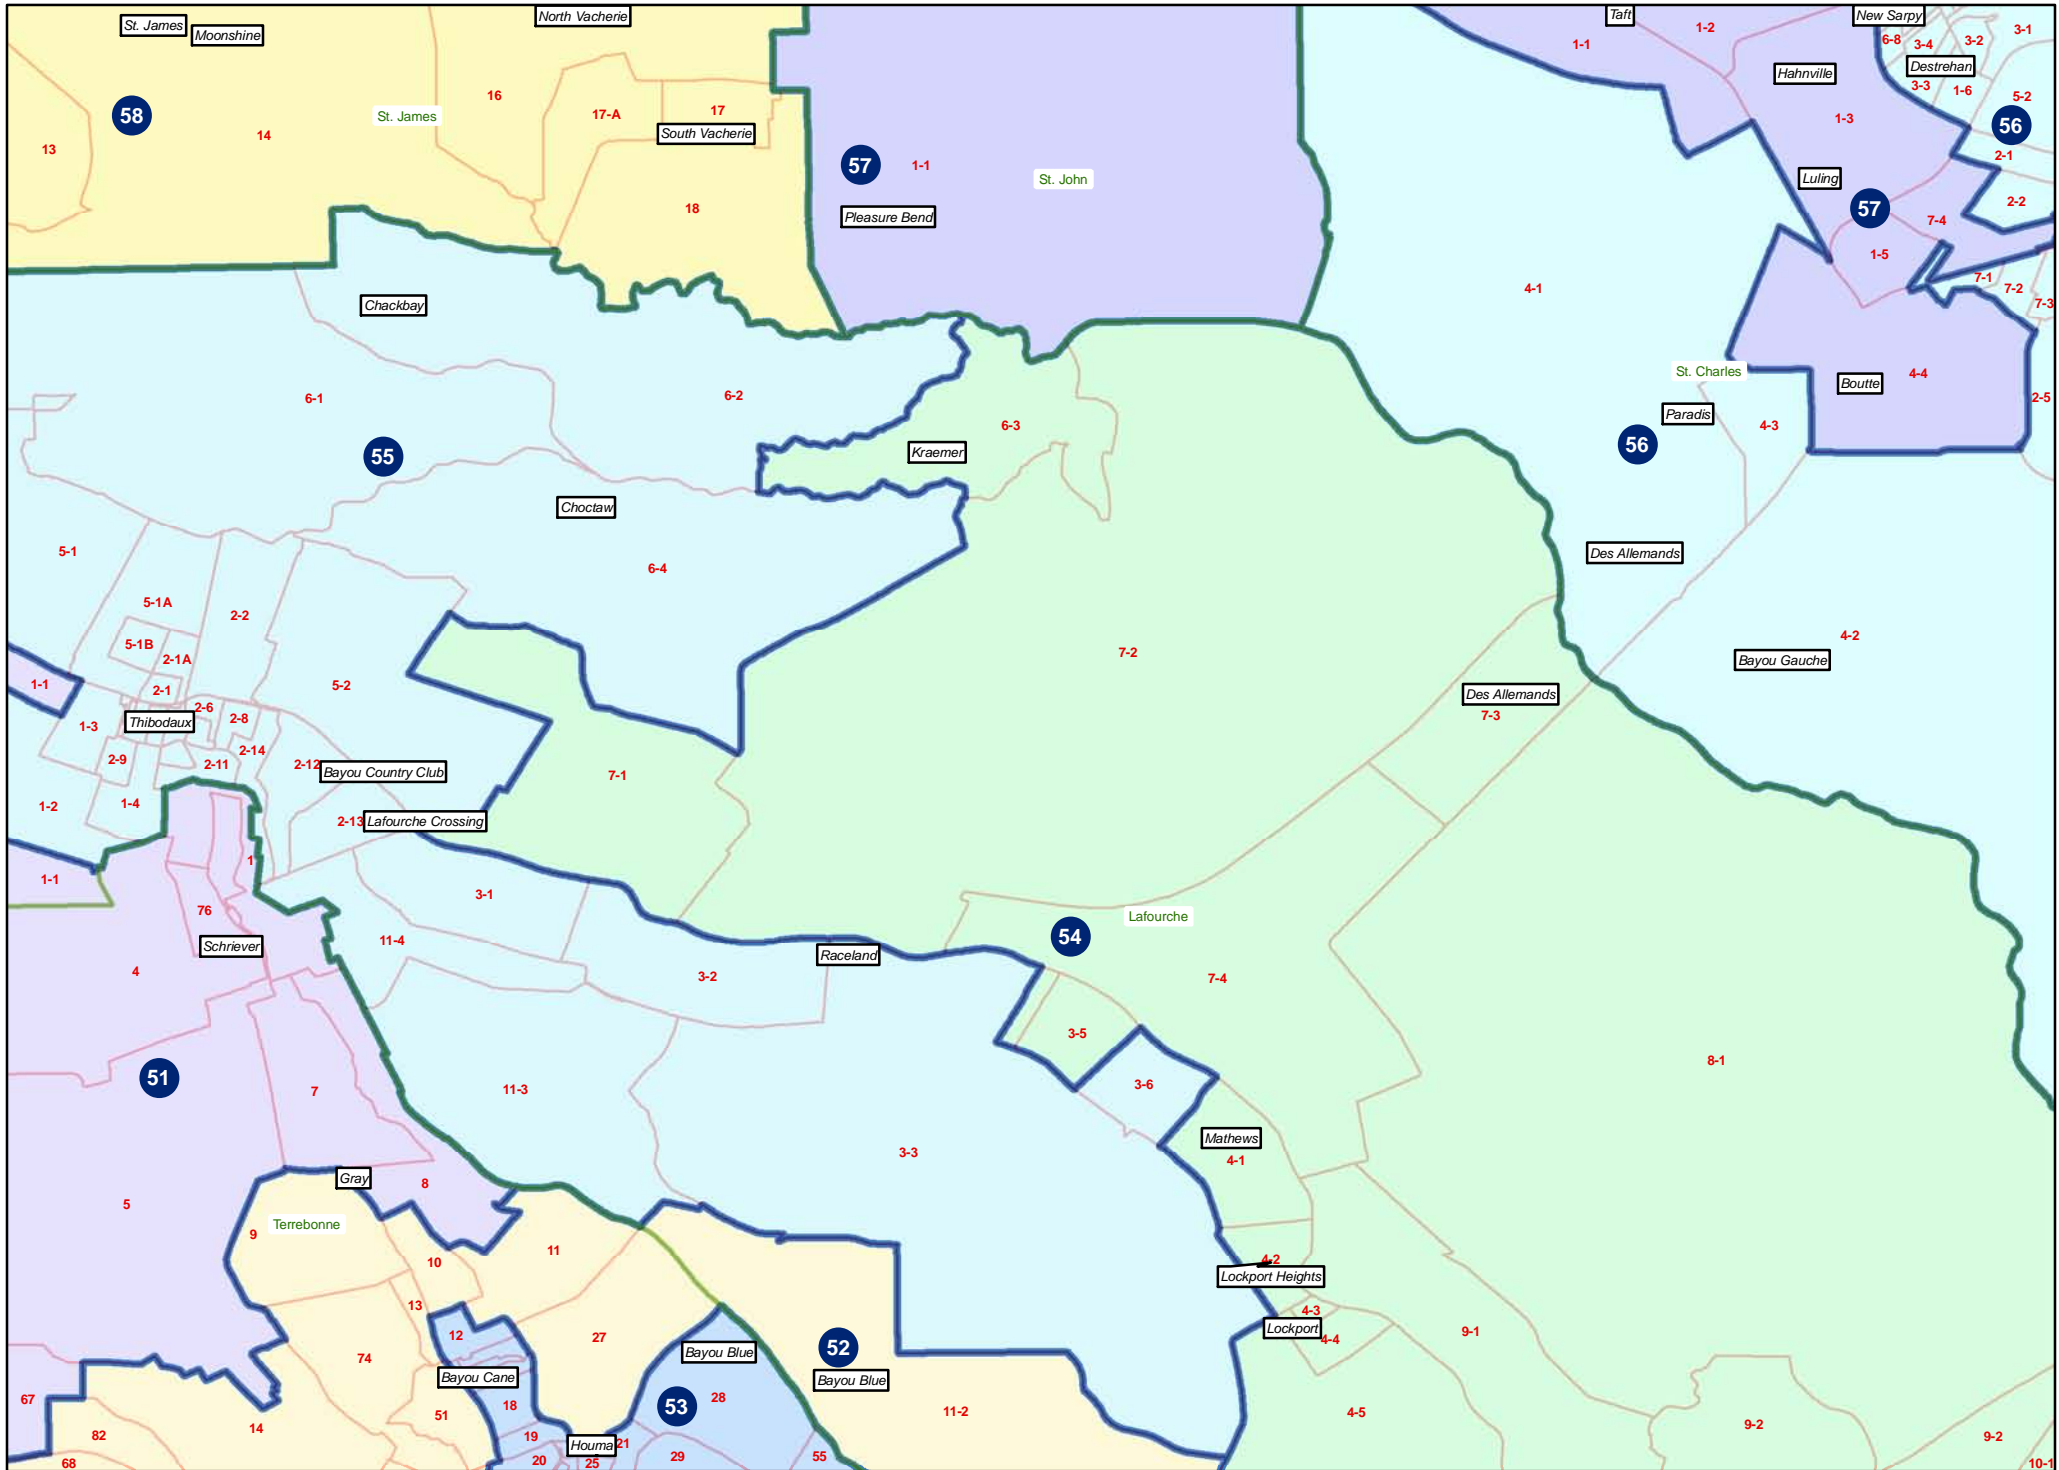 St. James
Moonshine
North Vacherie
Taft
1-2
New Sarpy
3-1
1-1
6-8
3-4
3-2
Destrehan
Hahnville
3-3
1-6
5-2
16
58
14
St. James
17-A
17
South Vacherie
13
1-3
56
57
1-1
St. John
2-1
Luling
2-2
18
Pleasure Bend
57
7-4
1-5
4-1
7-1
7-2
7-3
Chackbay
6-1
6-2
St. Charles
4-4
Boutte
2-5
Paradis
4-3
6-3
Kraemer
56
55
Choctaw
5-1
6-4
Des Allemands
5-1A
2-2
5-1B
2-1A
7-2
4-2
Bayou Gauche
1-1
2-1
5-2
Des Allemands
7-3
2-6
2-8
Thibodaux
1-3
2-14
2-9
2-11
2-12
Bayou Country Club
7-1
1-2
1-4
2-13
Lafourche Crossing
1
1-1
3-1
76
Lafourche
54
Schriever
11-4
Raceland
4
3-2
7-4
3-5
8-1
51
7
11-3
3-6
3-3
Mathews
4-1
Gray
8
5
Terrebonne
9
11
10
4-2
Lockport Heights
13
4-3
12
27
Lockport
4-4
9-1
52
Bayou Blue
74
Bayou Cane
Bayou Blue
67
18
53
28
51
11-2
4-5
14
82
19
Houma
21
9-2
9-2
68
20
25
29
55
10-1